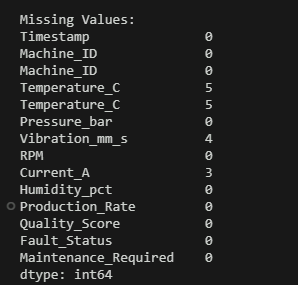 Missing Values:
Timestamp 0
Machine_ID 0
Machine_ID 0
Temperature_C 5
Temperature_C 5
Pressure_bar 0
Vibration_mm_s 4
RPM 0
Current_A 3
Humidity_pct 0
Production_Rate 0
Quality_Score 0
Fault_Status 0
Maintenance_Required 0
dtype: int64